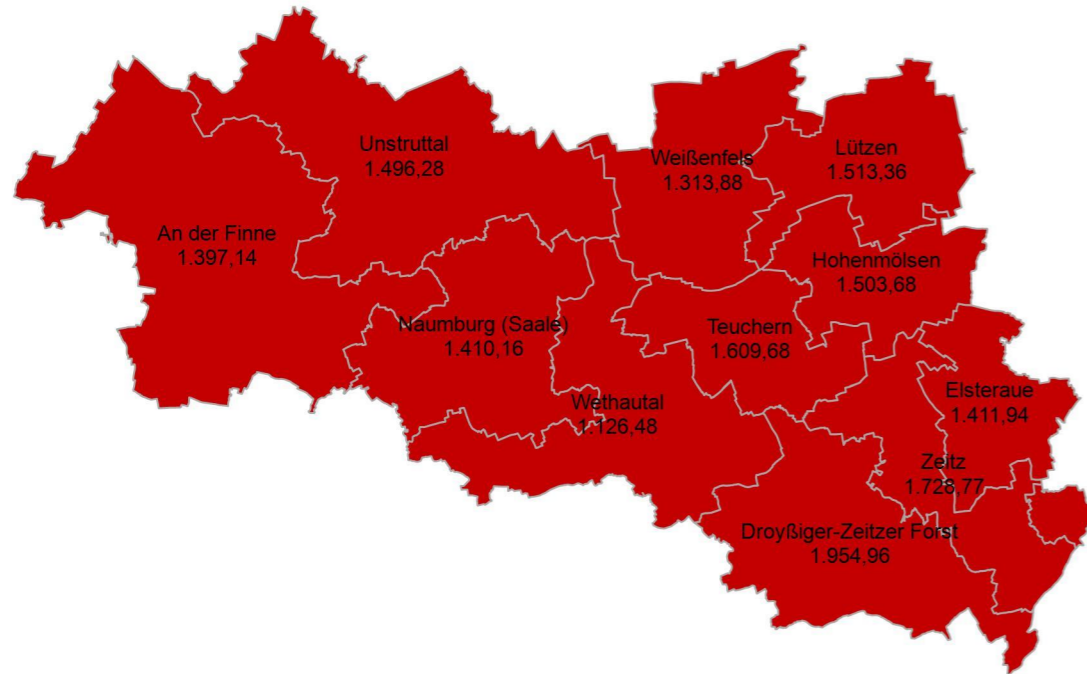 Unstruttal
1.496,28
Weißenfels
1.313,88
Lützen
1.513,36
An der Finne
1.397,14
Hohenmölsen
1.503,68
Naumburg (Saale)
1.410,16
Teuchern
1.609,68
Wethautal
1.126,48
Elsteraue
1.411,94
Zeitz
1.728,77
Droyßiger-Zeitzer Forst
1.954,96